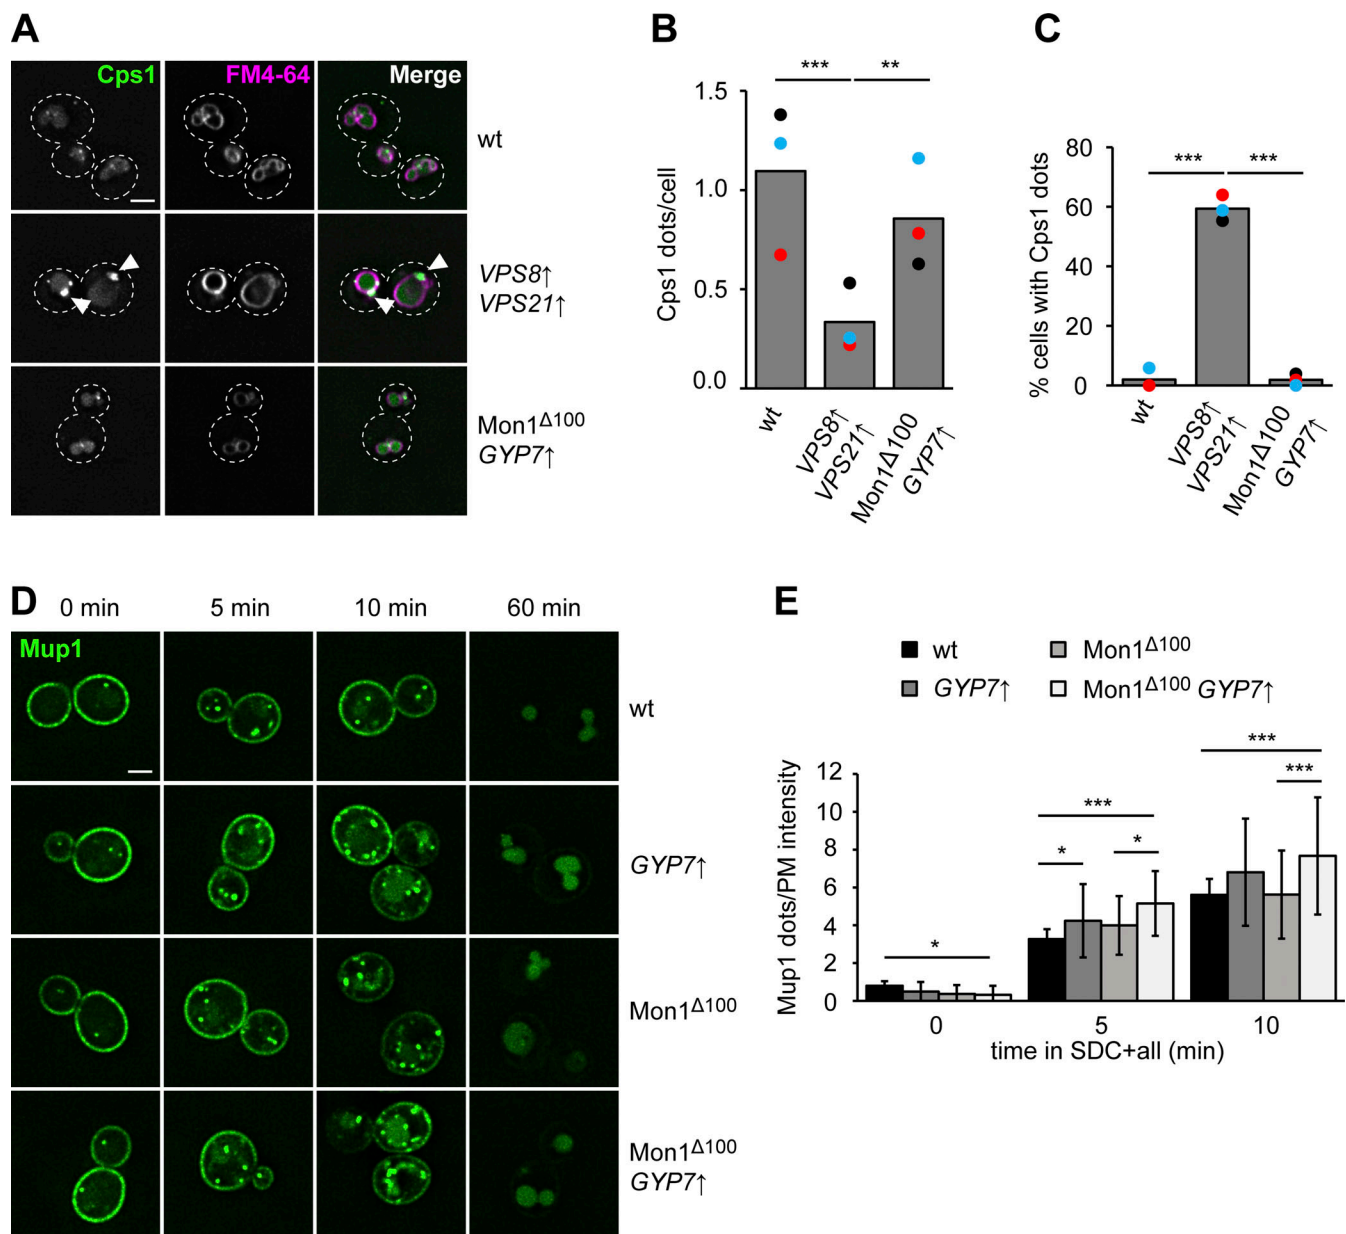 A
Cps1 FM4-64 Merge
wt
VPS8↑
VPS21↑
Mon1Δ100
GYP7↑
B
*** **
1.5
1.0
0.5
0.0
Cps1 dots/cell
wt
VPS8↑
VPS21↑
Mon1Δ100
GYP7↑
C
*** ***
80
60
40
20
0
% cells with Cps1 dots
wt
VPS8↑
VPS21↑
Mon1Δ100
GYP7↑
D
0 min 5 min 10 min 60 min
Mup1
wt
GYP7↑
Mon1Δ100
Mon1Δ100
GYP7↑
E
wt Mon1Δ100
GYP7↑ Mon1Δ100 GYP7↑
Mup1 dots/PM intensity
12
10
8
6
4
2
0
*
***
* *
***
***
0 5 10
time in SDC+all (min)